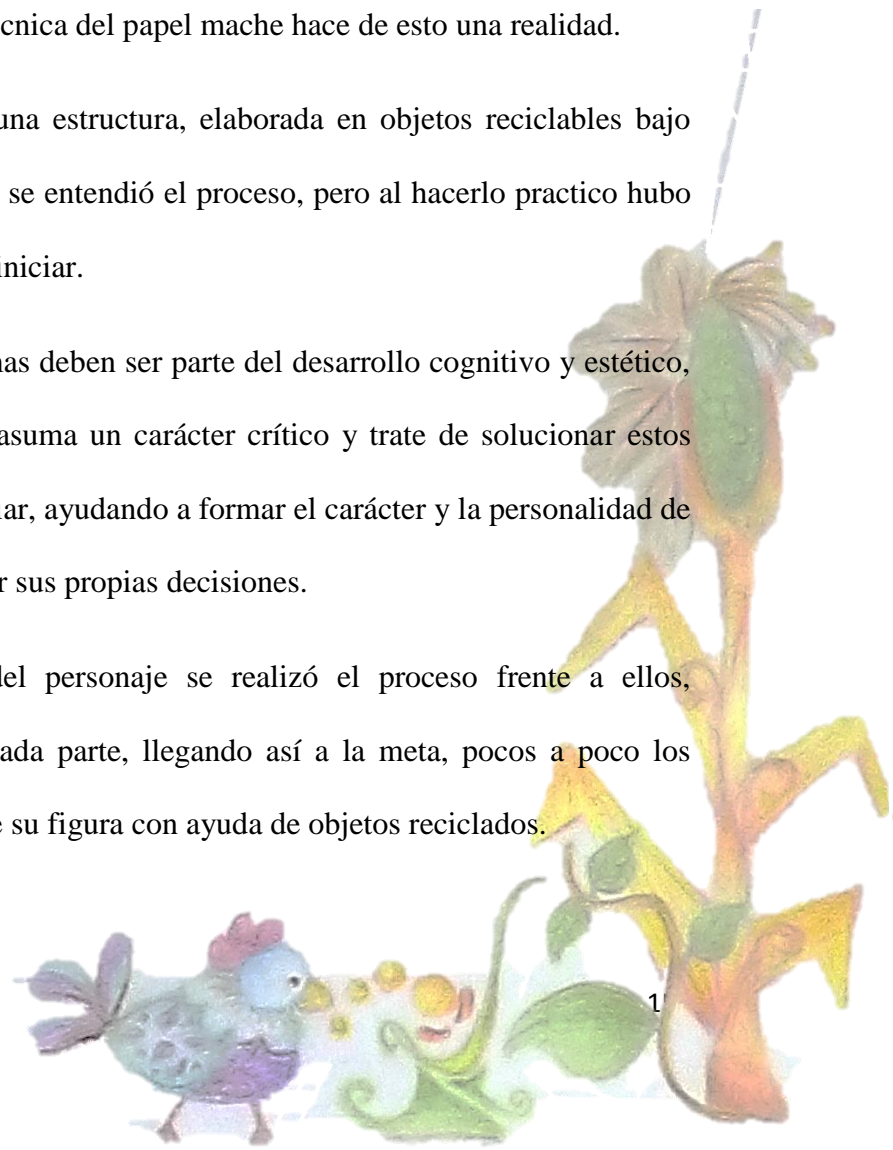 cnica del papel mache hace de esto una realidad.
una estructura, elaborada en objetos reciclables bajo
se entendió el proceso, pero al hacerlo practico hubo
iniciar.
nas deben ser parte del desarrollo cognitivo y estético,
asuma un carácter crítico y trate de solucionar estos
iar, ayudando a formar el carácter y la personalidad de
r sus propias decisiones.
del personaje se realizó el proceso frente a ellos,
ada parte, llegando así a la meta, pocos a poco los
e su figura con ayuda de objetos reciclados.